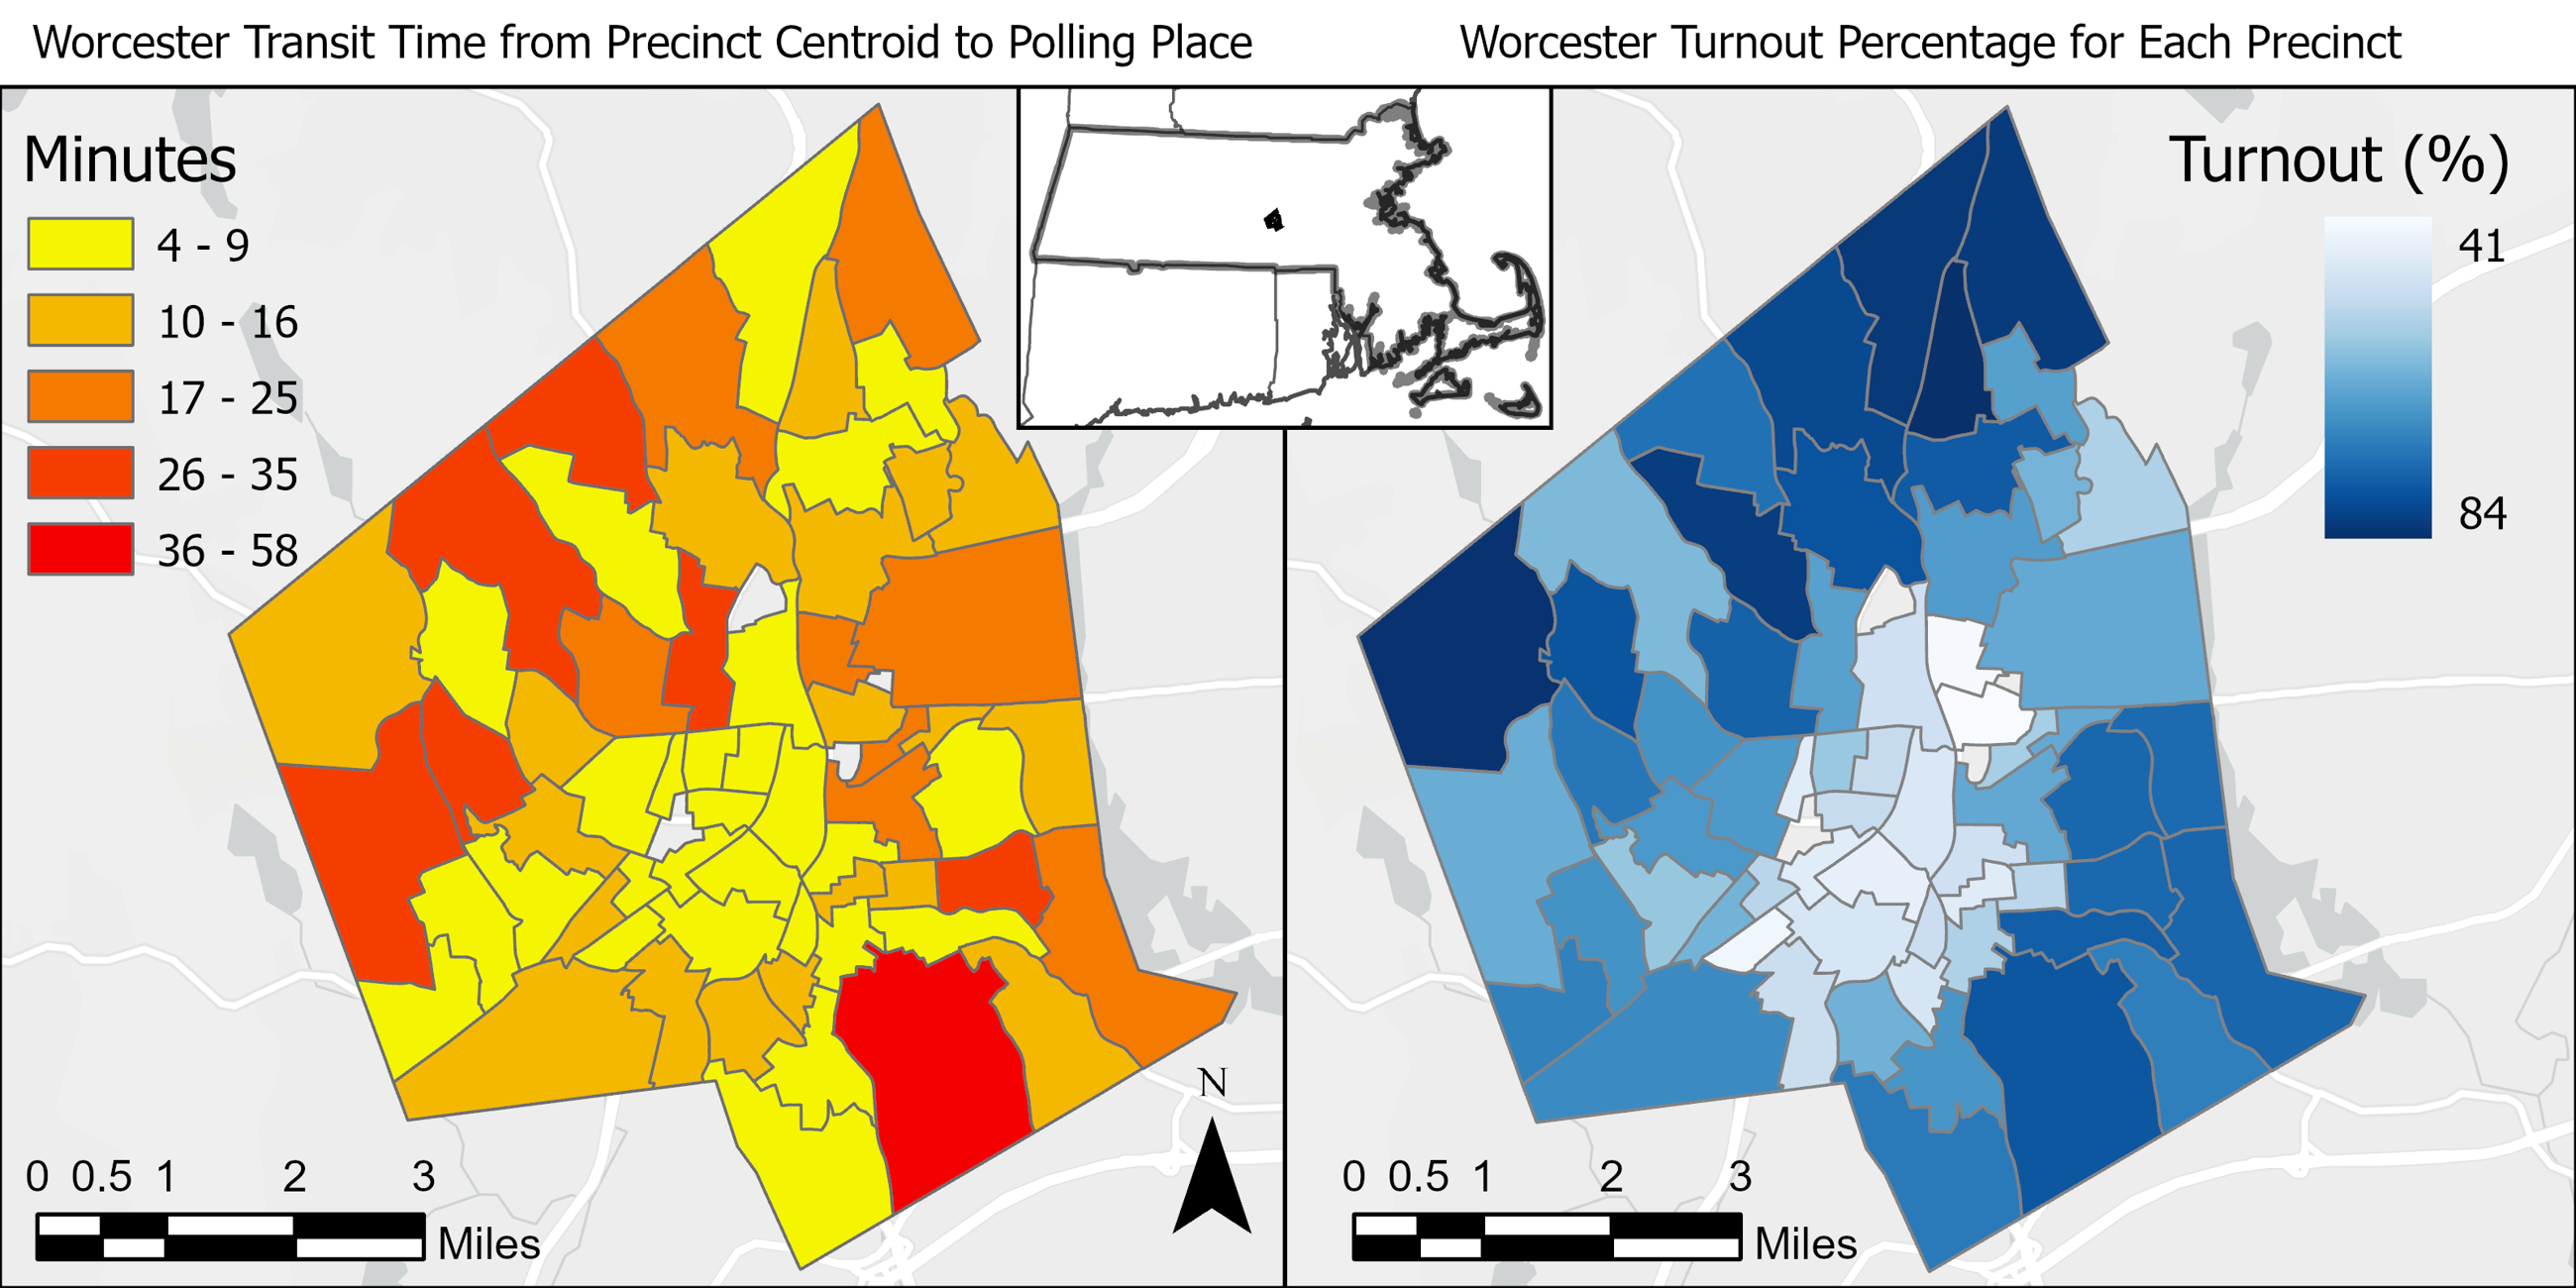 Worcester Transit Time from Precinct Centroid to Polling Place
Worcester Turnout Percentage for Each Precinct
Minutes
4 - 9
10 - 16
17 - 25
26 - 35
36 - 58
Turnout (%)
41
84
N
0 0.5 1 2 3
Miles
0 0.5 1 2 3
Miles